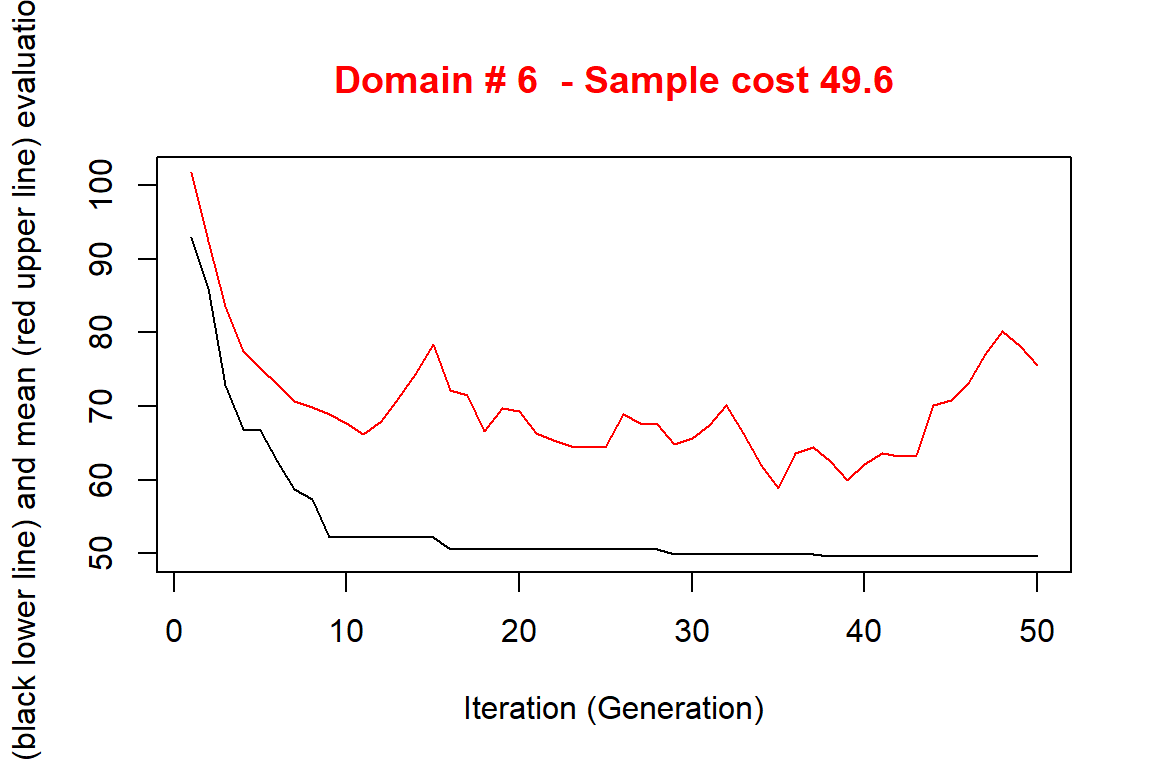 Domain # 6  - Sample cost 49.6
(black lower line) and mean (red upper line) evaluatio
100
90
80
70
60
50
0 10 20 30 40 50
Iteration (Generation)